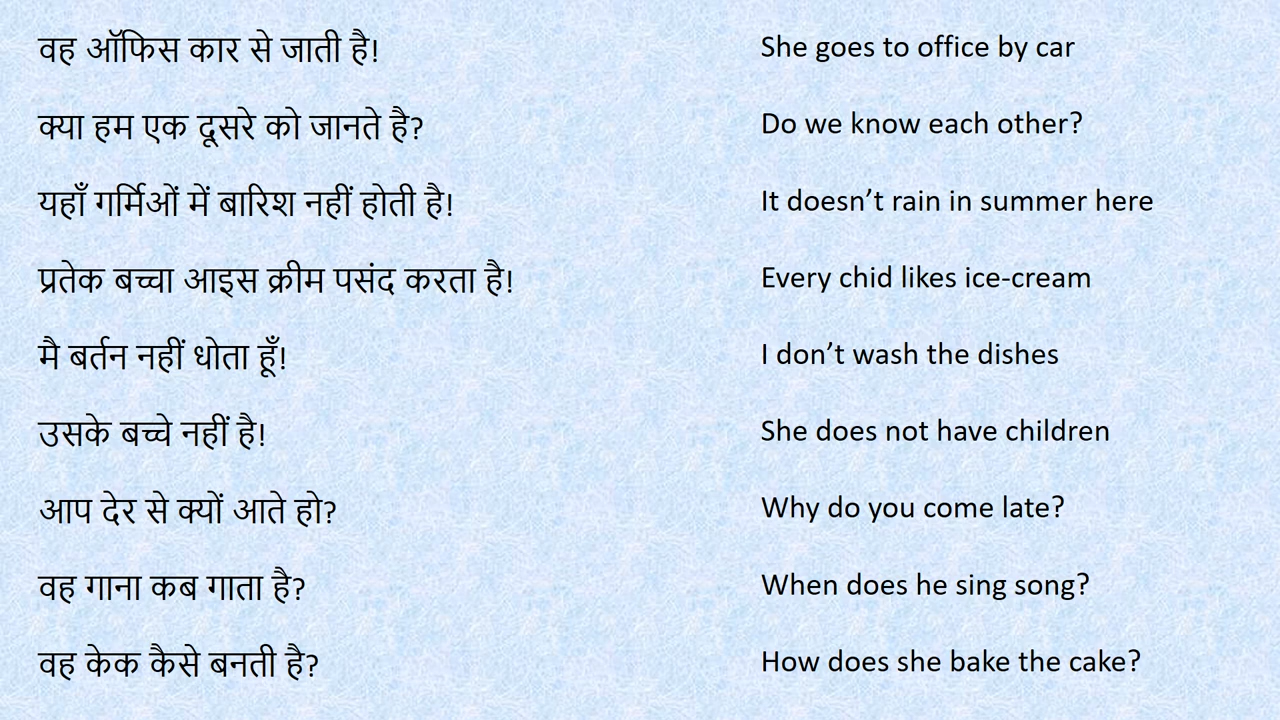 वह ऑफिस कार से जाती है! She goes to office by car
क्या हम एक दूसरे को जानते है? Do we know each other?
यहाँ गर्मिओं में बारिश नहीं होती है! It doesn’t rain in summer here
प्रतेक बच्चा आइस क्रीम पसंद करता है! Every chid likes ice-cream
मै बर्तन नहीं धोता हूँ! I don’t wash the dishes
उसके बच्चे नहीं है! She does not have children
आप देर से क्यों आते हो? Why do you come late?
वह गाना कब गाता है? When does he sing song?
वह केक कैसे बनती है? How does she bake the cake?